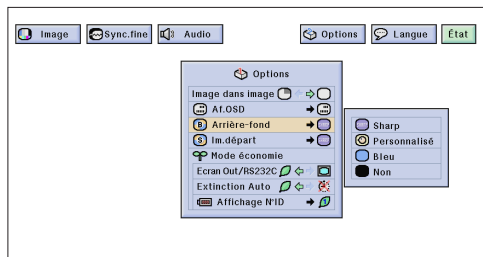 Image Sync.fine Audio Options Langue État
Options
Image dans image
Af.OSD
B Arrière-fond
S Im.départ
Mode économie
Ecran Out/RS232C
Extinction Auto
Affichage N°ID 1
Sharp
Personnalisé
Bleu
Non